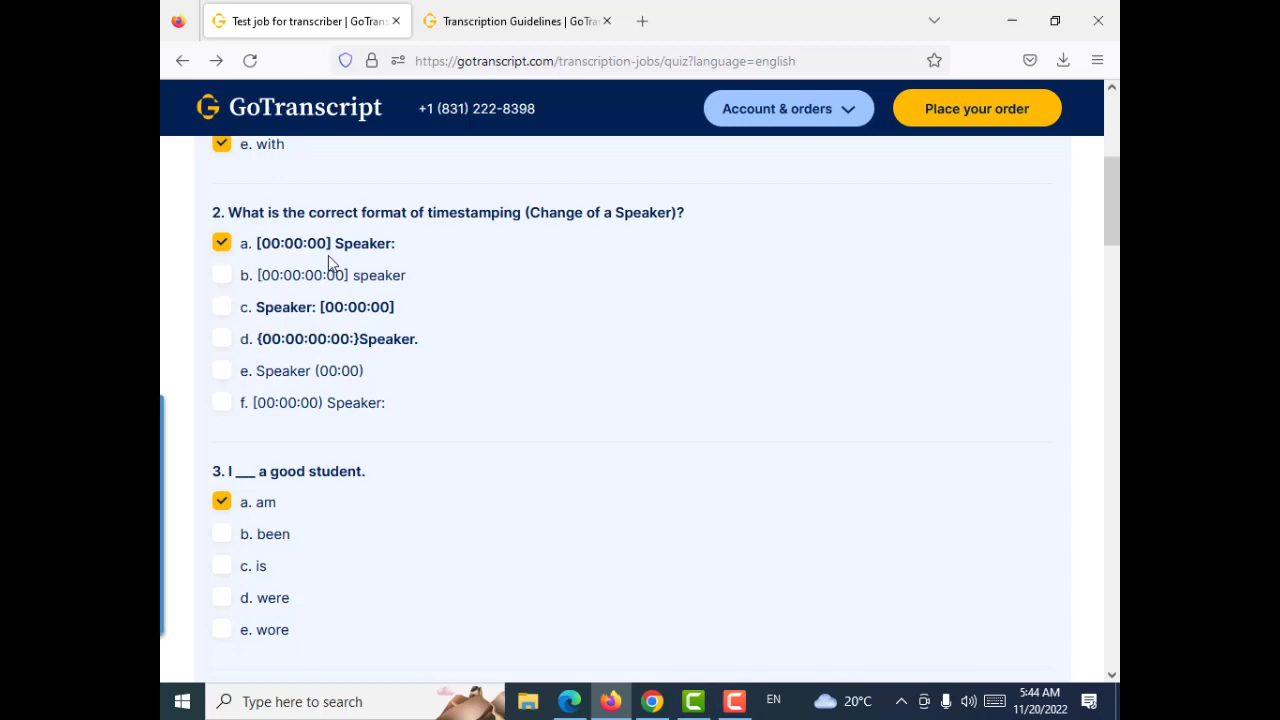 Test job for transcriber | GoTrans
Transcription Guidelines | GoTra
https://gotranscript.com/transcription-jobs/quiz?language=english
GoTranscript
+1 (831) 222-8398
Account & orders
Place your order
e. with
2. What is the correct format of timestamping (Change of a Speaker)?
a. [00:00:00] Speaker:
b. [00:00:00:00] speaker
c. Speaker: [00:00:00]
d. {00:00:00:00:}Speaker.
e. Speaker (00:00)
f. [00:00:00) Speaker:
3. I ___ a good student.
a. am
b. been
c. is
d. were
e. wore
Type here to search
EN
20°C
5:44 AM
11/20/2022